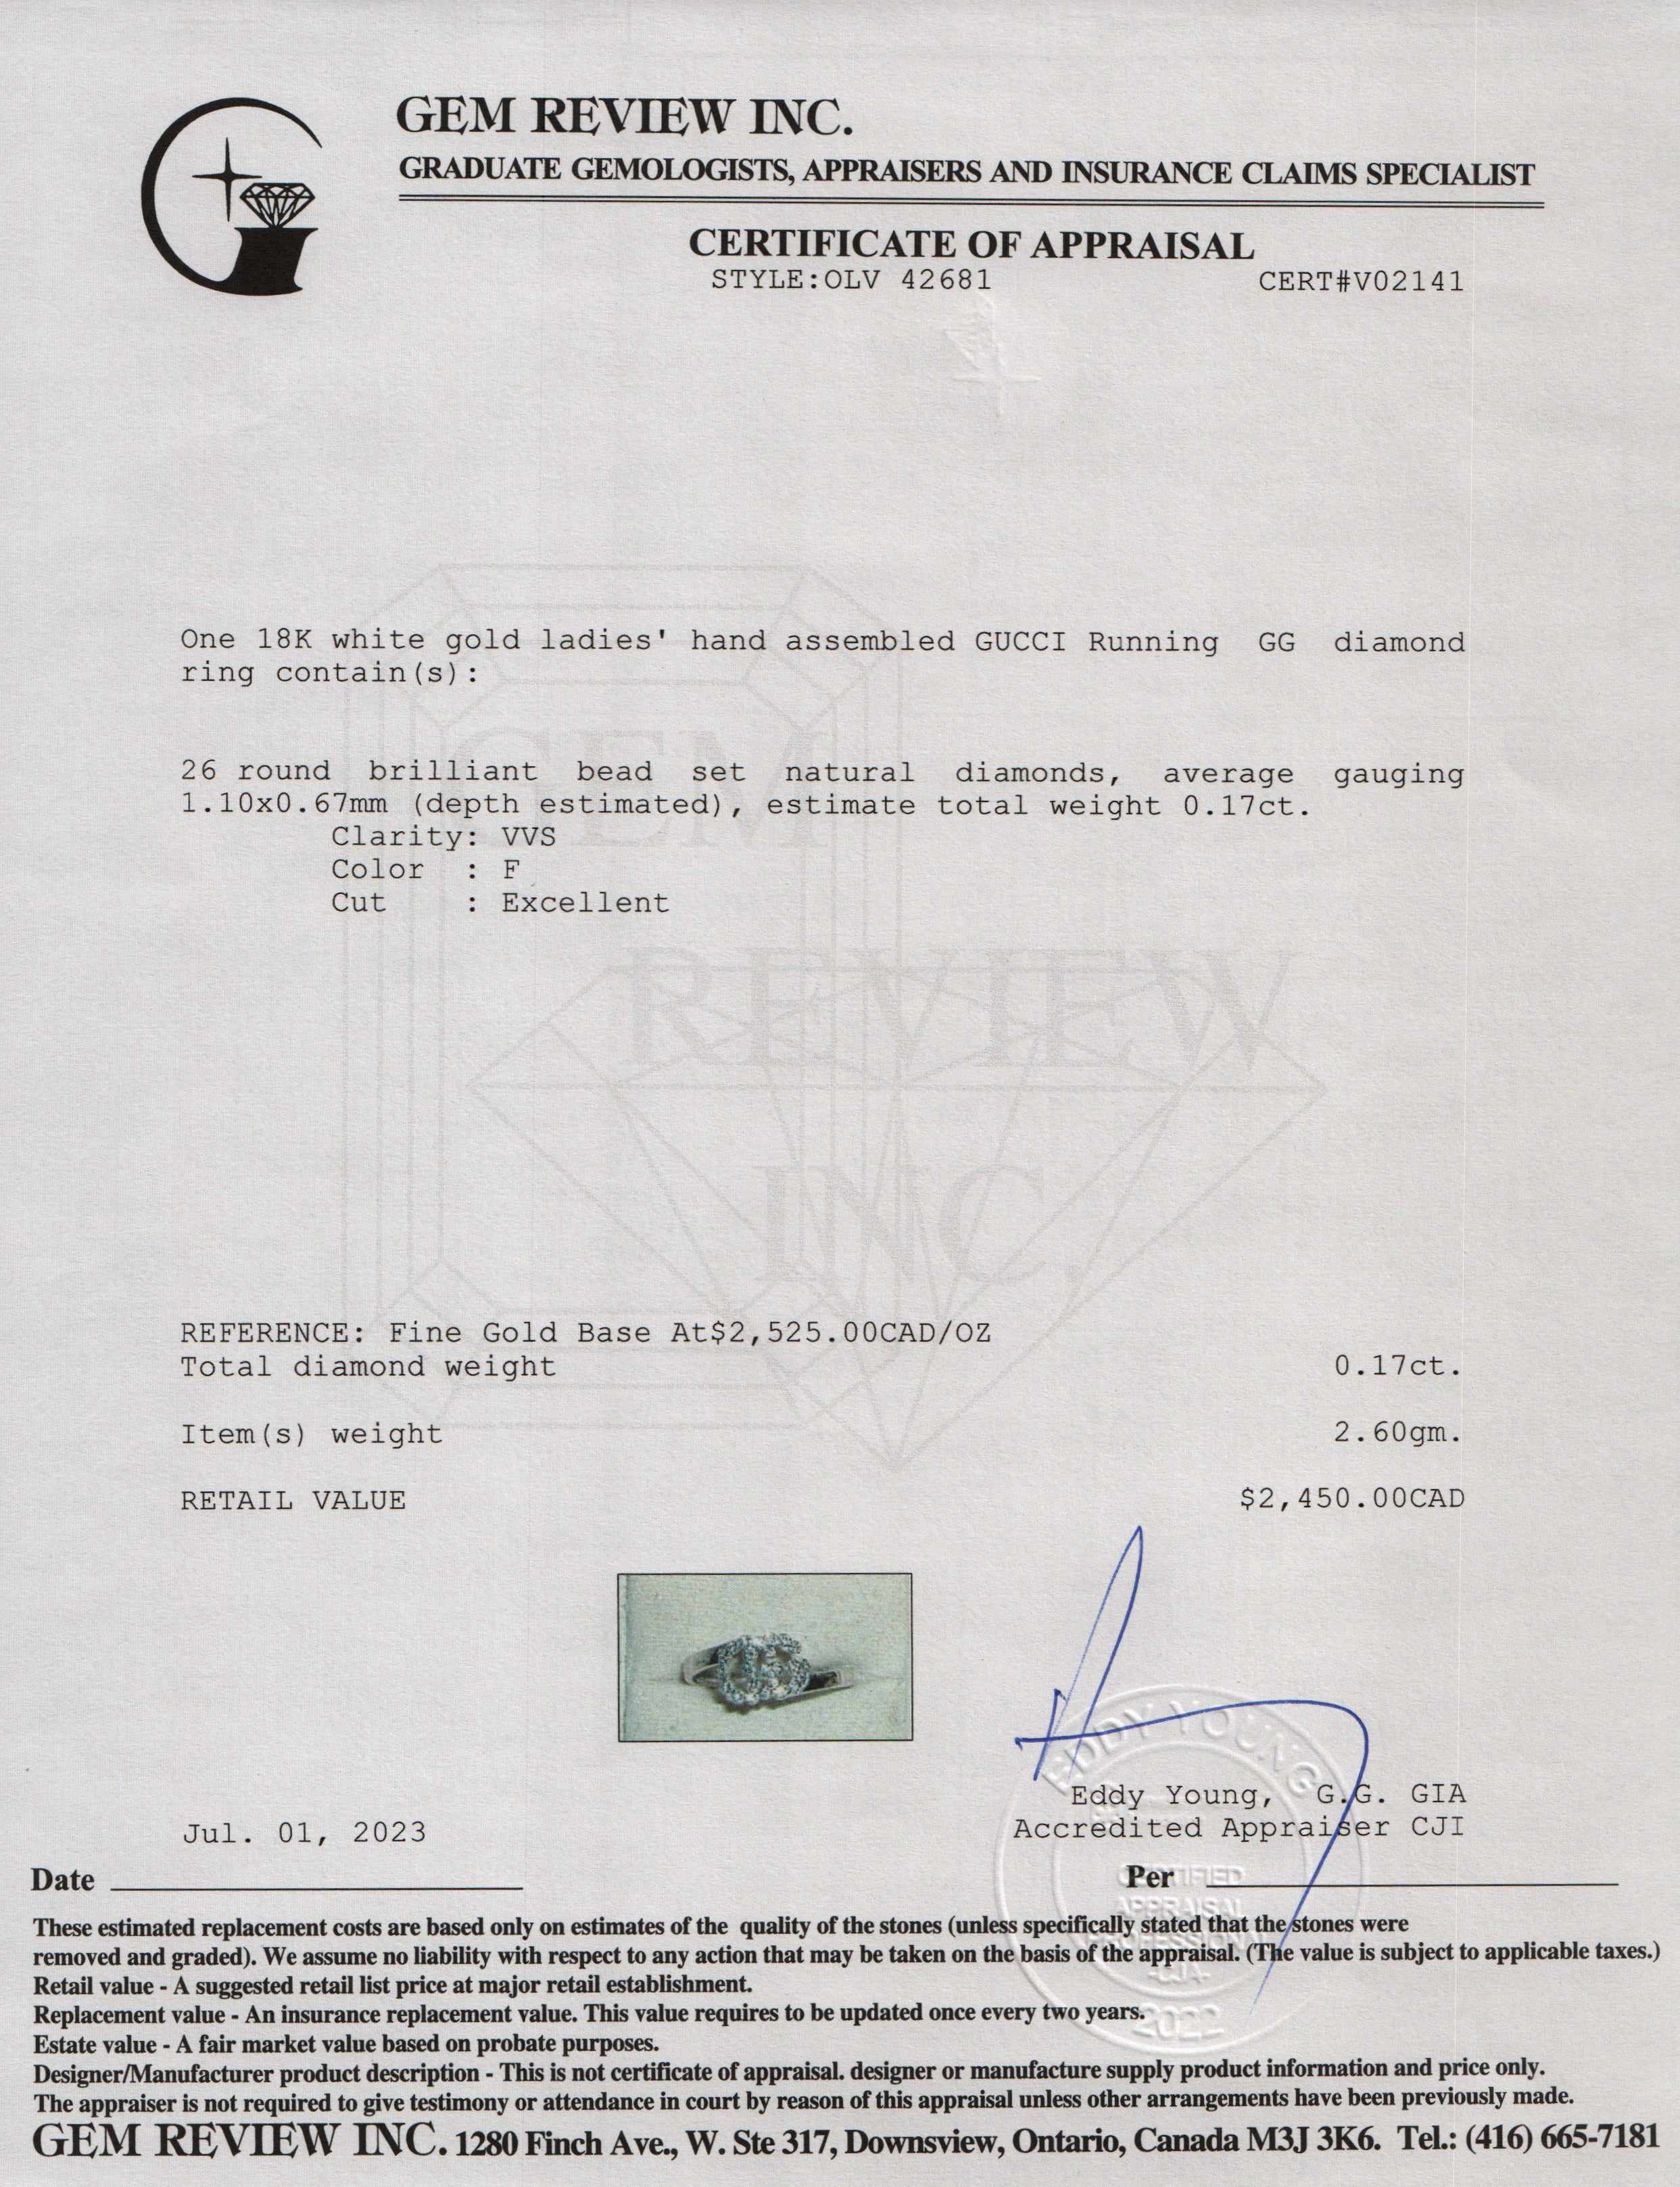 GEM REVIEW INC.
GRADUATE GEMOLOGISTS, APPRAISERS AND INSURANCE CLAIMS SPECIALIST
CERTIFICATE OF APPRAISAL
STYLE:OLV 42681 CERT#V02141
One 18K white gold ladies' hand assembled GUCCI Running GG diamond
ring contain(s):
26 round brilliant bead set natural diamonds, average gauging
1.10x0.67mm (depth estimated), estimate total weight 0.17ct.
Clarity: VVS
Color : F
Cut : Excellent
GEM
REVIEW
INC.
REFERENCE: Fine Gold Base At$2,525.00CAD/OZ
Total diamond weight 0.17ct.
Item(s) weight 2.60gm.
RETAIL VALUE $2,450.00CAD
EDDY YOUNG
Eddy Young, G.G. GIA
Jul. 01, 2023 Accredited Appraiser CJI
Date Per
CERTIFIED
APPRAISAL
2022
These estimated replacement costs are based only on estimates of the quality of the stones (unless specifically stated that the stones were
removed and graded). We assume no liability with respect to any action that may be taken on the basis of the appraisal. (The value is subject to applicable taxes.)
Retail value - A suggested retail list price at major retail establishment.
Replacement value - An insurance replacement value. This value requires to be updated once every two years.
Estate value - A fair market value based on probate purposes.
Designer/Manufacturer product description - This is not certificate of appraisal. designer or manufacture supply product information and price only.
The appraiser is not required to give testimony or attendance in court by reason of this appraisal unless other arrangements have been previously made.
GEM REVIEW INC. 1280 Finch Ave., W. Ste 317, Downsview, Ontario, Canada M3J 3K6. Tel.: (416) 665-7181